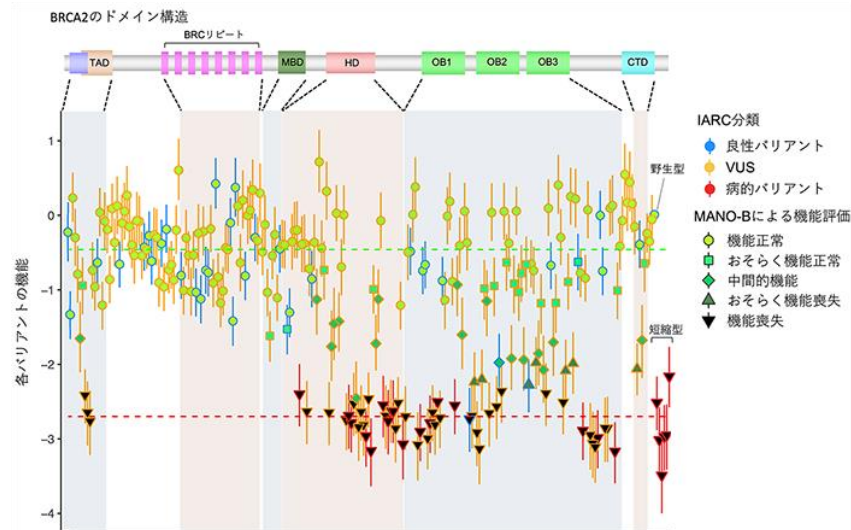 BRCA2のドメイン構造
BRCリピート
TAD
MBD
HD
OB1
OB2
OB3
CTD
1
0
-1
-2
-3
-4
各バリアントの機能
野生型
短縮型
IARC分類
良性バリアント
VUS
病的バリアント
MANO-Bによる機能評価
機能正常
おそらく機能正常
中間的機能
おそらく機能喪失
機能喪失